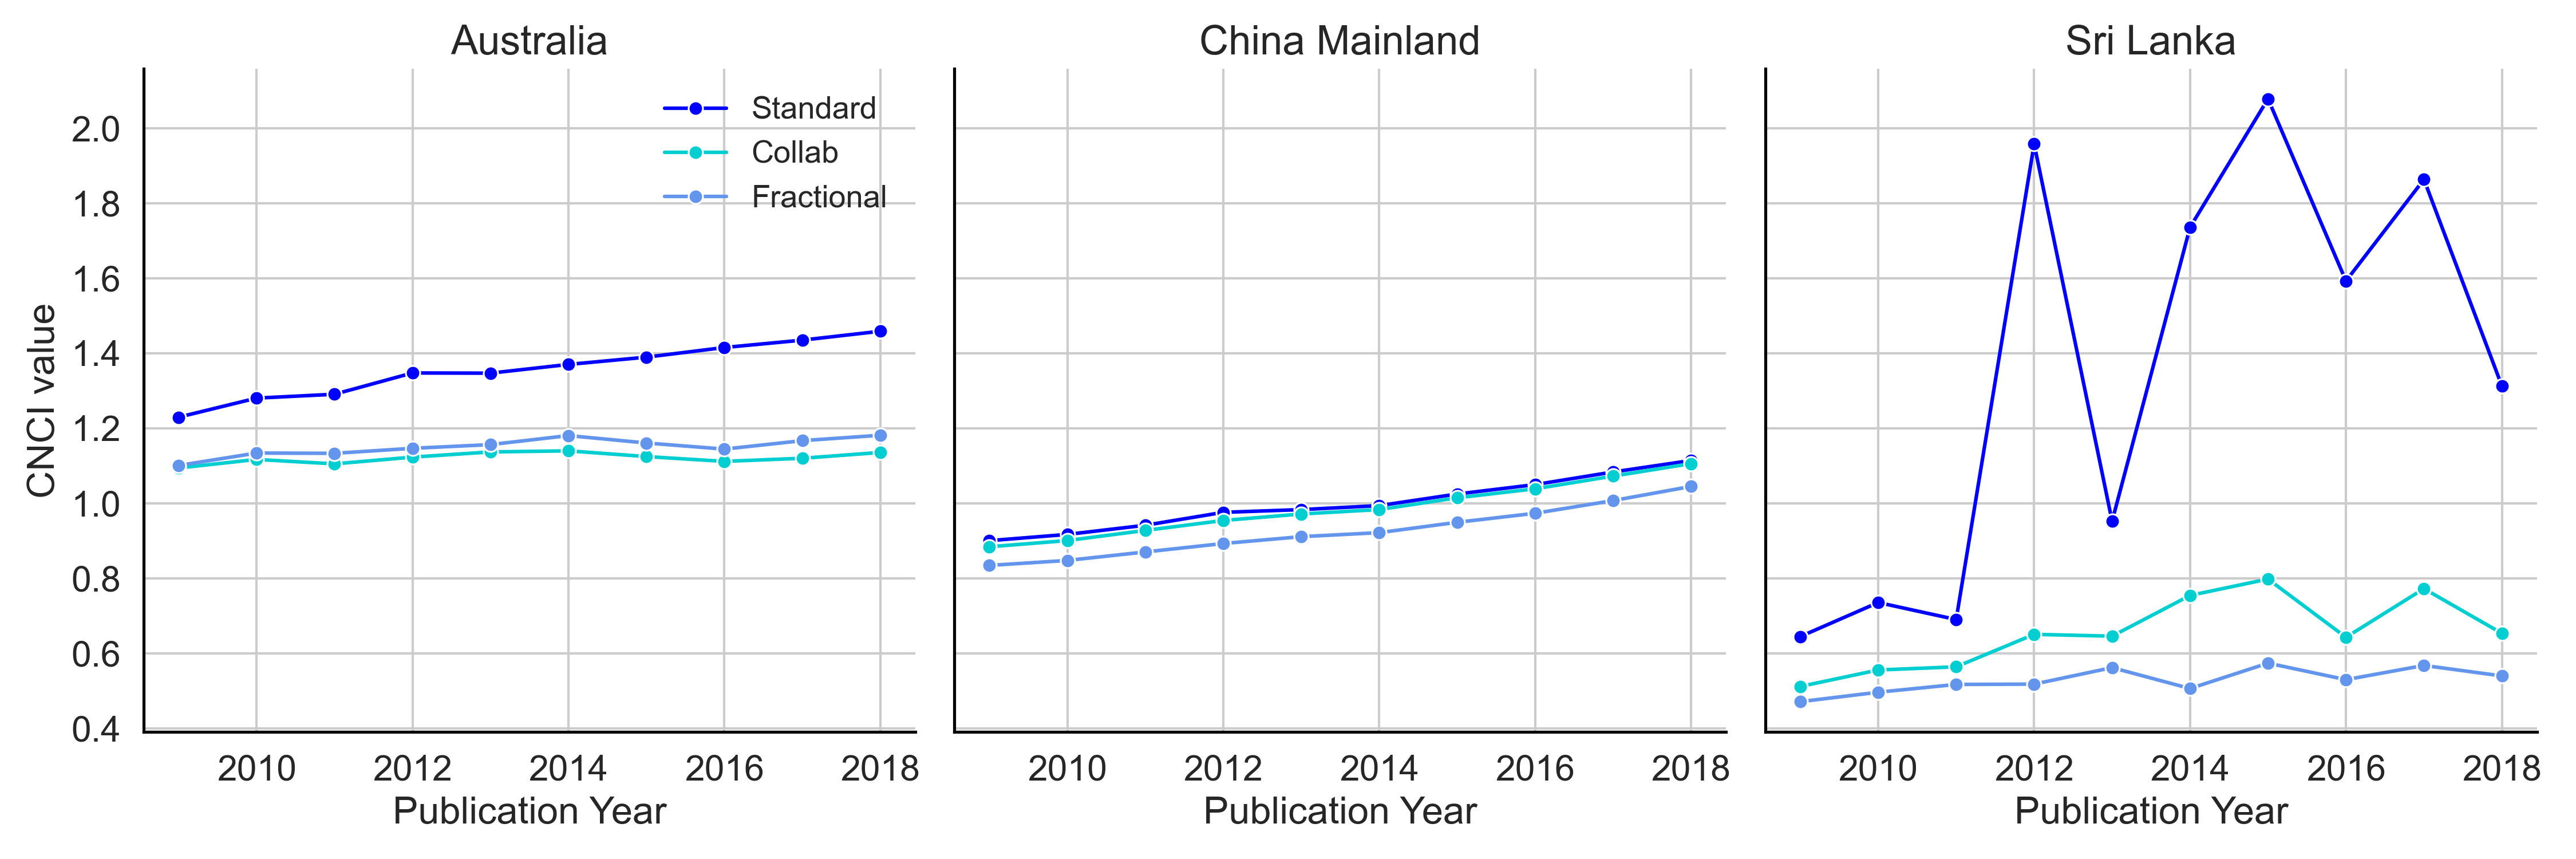 Australia
China Mainland
Sri Lanka
Standard
Collab
Fractional
CNCI value
2.0
1.8
1.6
1.4
1.2
1.0
0.8
0.6
0.4
2010 2012 2014 2016 2018
2010 2012 2014 2016 2018
2010 2012 2014 2016 2018
Publication Year
Publication Year
Publication Year